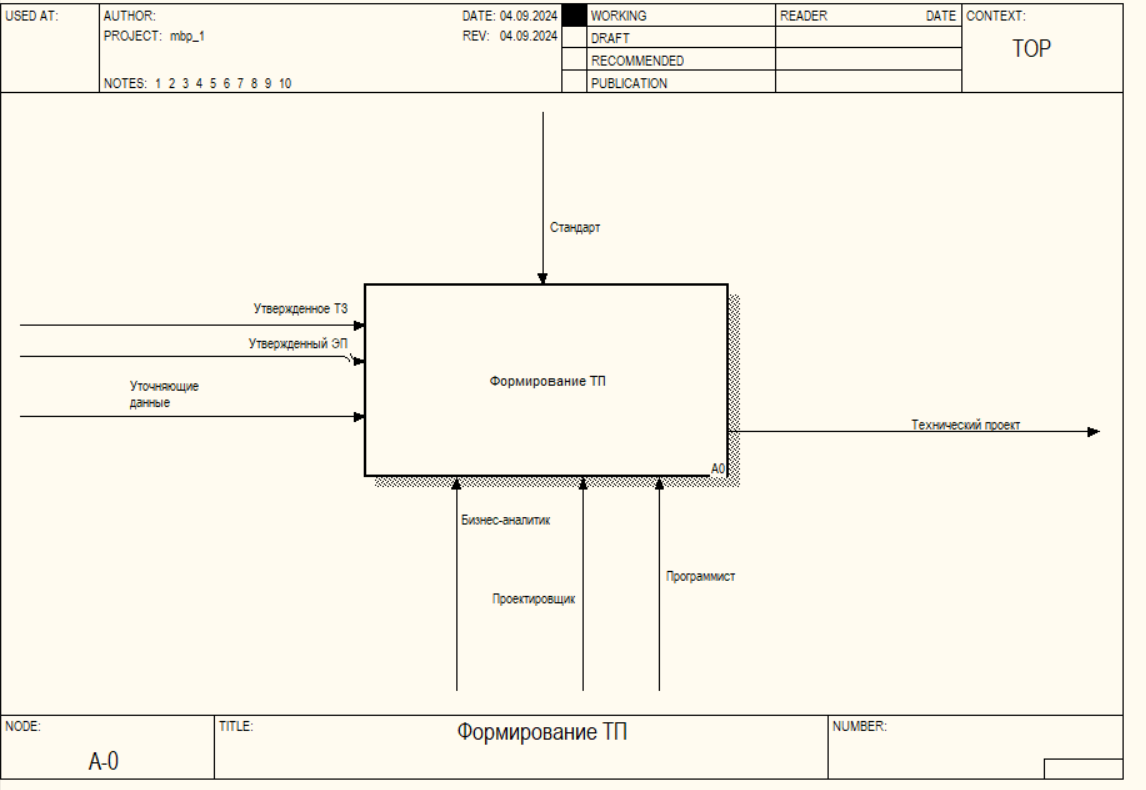 USED AT:
AUTHOR:
DATE: 04.09.2024
WORKING
READER
DATE
CONTEXT:
PROJECT: mbp_1
REV: 04.09.2024
DRAFT
TOP
RECOMMENDED
NOTES: 1 2 3 4 5 6 7 8 9 10
PUBLICATION
Стандарт
Утвержденное ТЗ
Утвержденный ЭП
Уточняющие
данные
Формирование ТП
Технический проект
A0
Бизнес-аналитик
Программист
Проектировщик
NODE:
TITLE:
Формирование ТП
NUMBER:
A-0